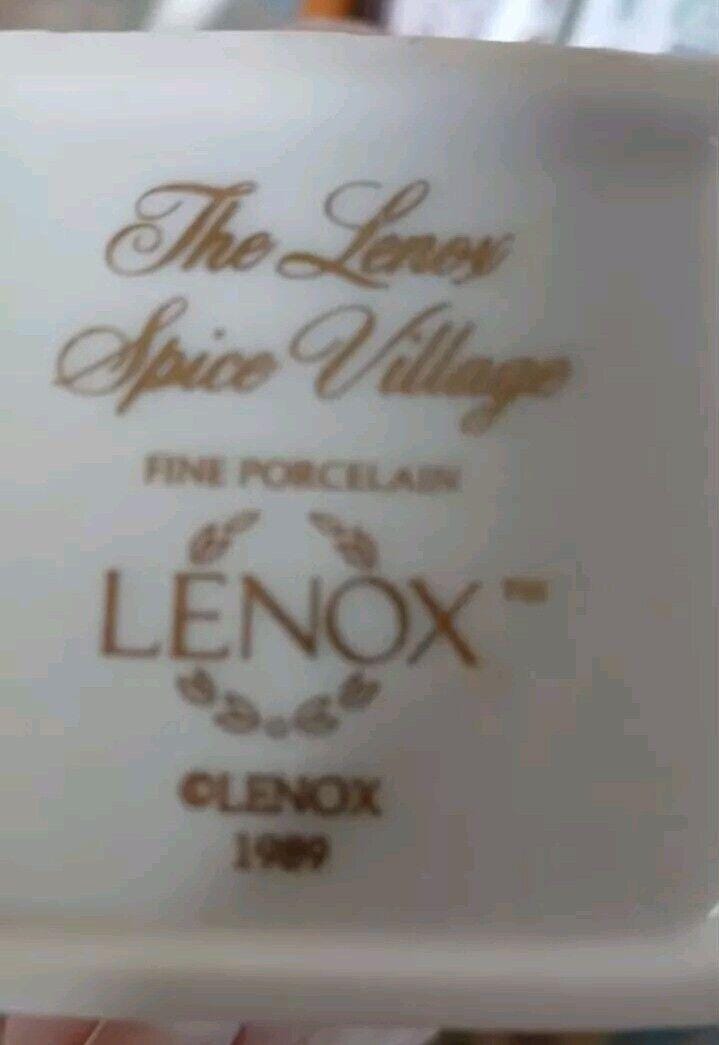 The Lenox
Spice Village
FINE PORCELAIN
LENOX™
©LENOX
1989